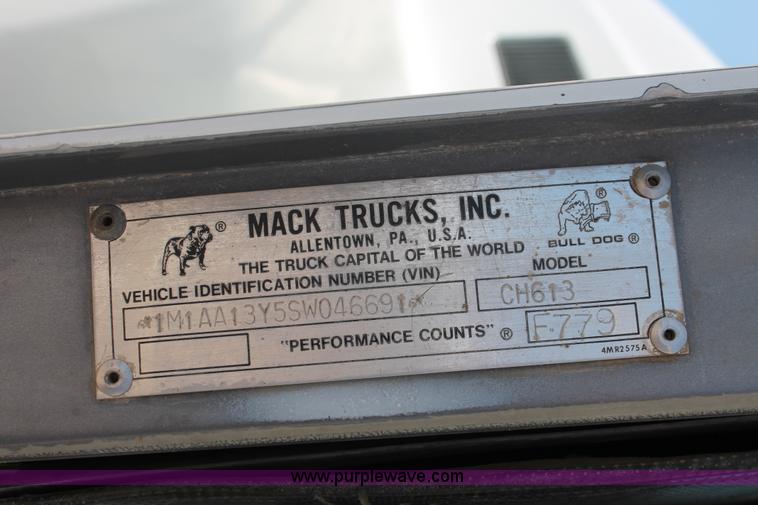 ® MACK TRUCKS, INC. ®
ALLENTOWN, PA., U.S.A. BULL DOG ®
THE TRUCK CAPITAL OF THE WORLD
VEHICLE IDENTIFICATION NUMBER (VIN) MODEL
*1M1AA13Y5SW046691* CH613
"PERFORMANCE COUNTS" ® F-779
4MR2575A
www.purplewave.com